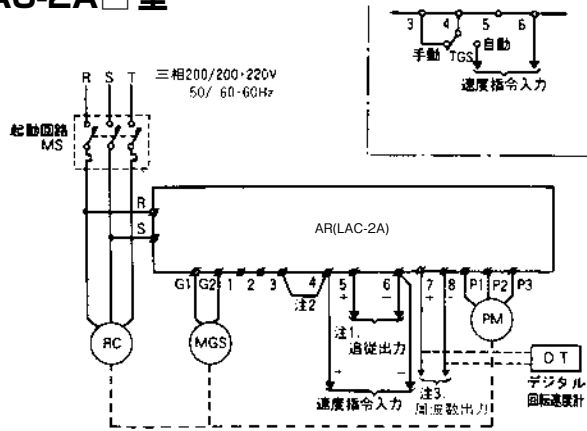 AC-2A□型
3 4 5 6
手動 TGS 自動
速度指令入力
R S T
三相200/200・220V
50/ 60・60Hz
起動回路
MS
R
S
AR(LAC-2A)
G1 G2 1 2 3 4 5 6 7 8 P1 P2 P3
+ − + −
注2
注1.
追従出力
+ −
速度指令入力
注3.
周波数出力
MGS
PM
DT
デジタル
回転速度計